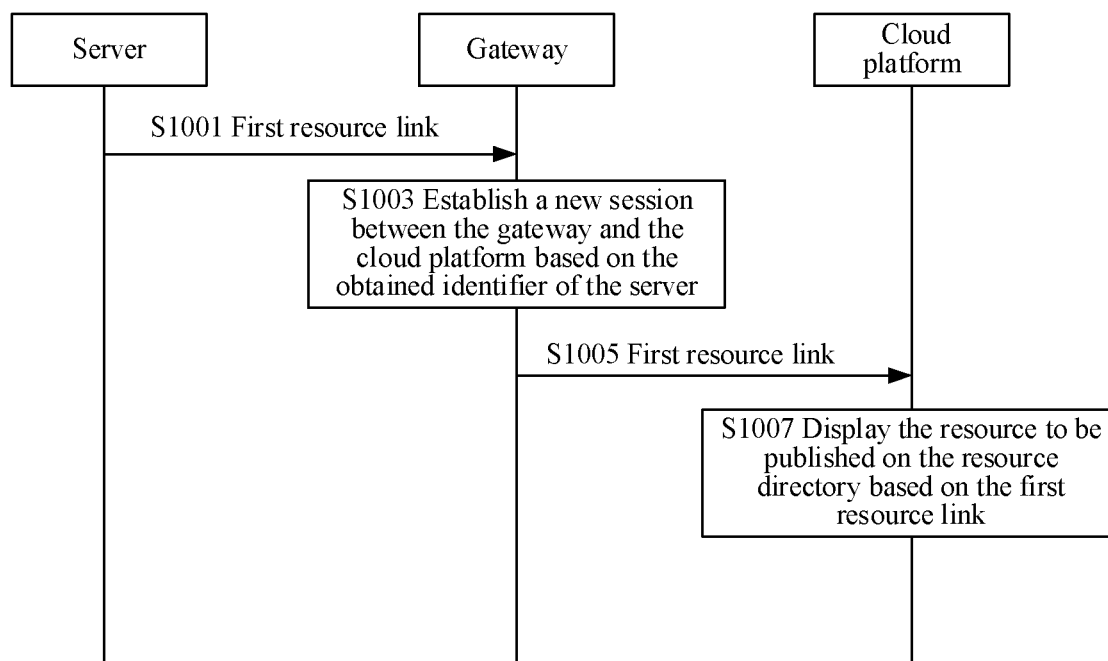 Server
Gateway
Cloud
platform
S1001 First resource link
S1003 Establish a new session
between the gateway and the
cloud platform based on the
obtained identifier of the server
S1005 First resource link
S1007 Display the resource to be
published on the resource
directory based on the first
resource link